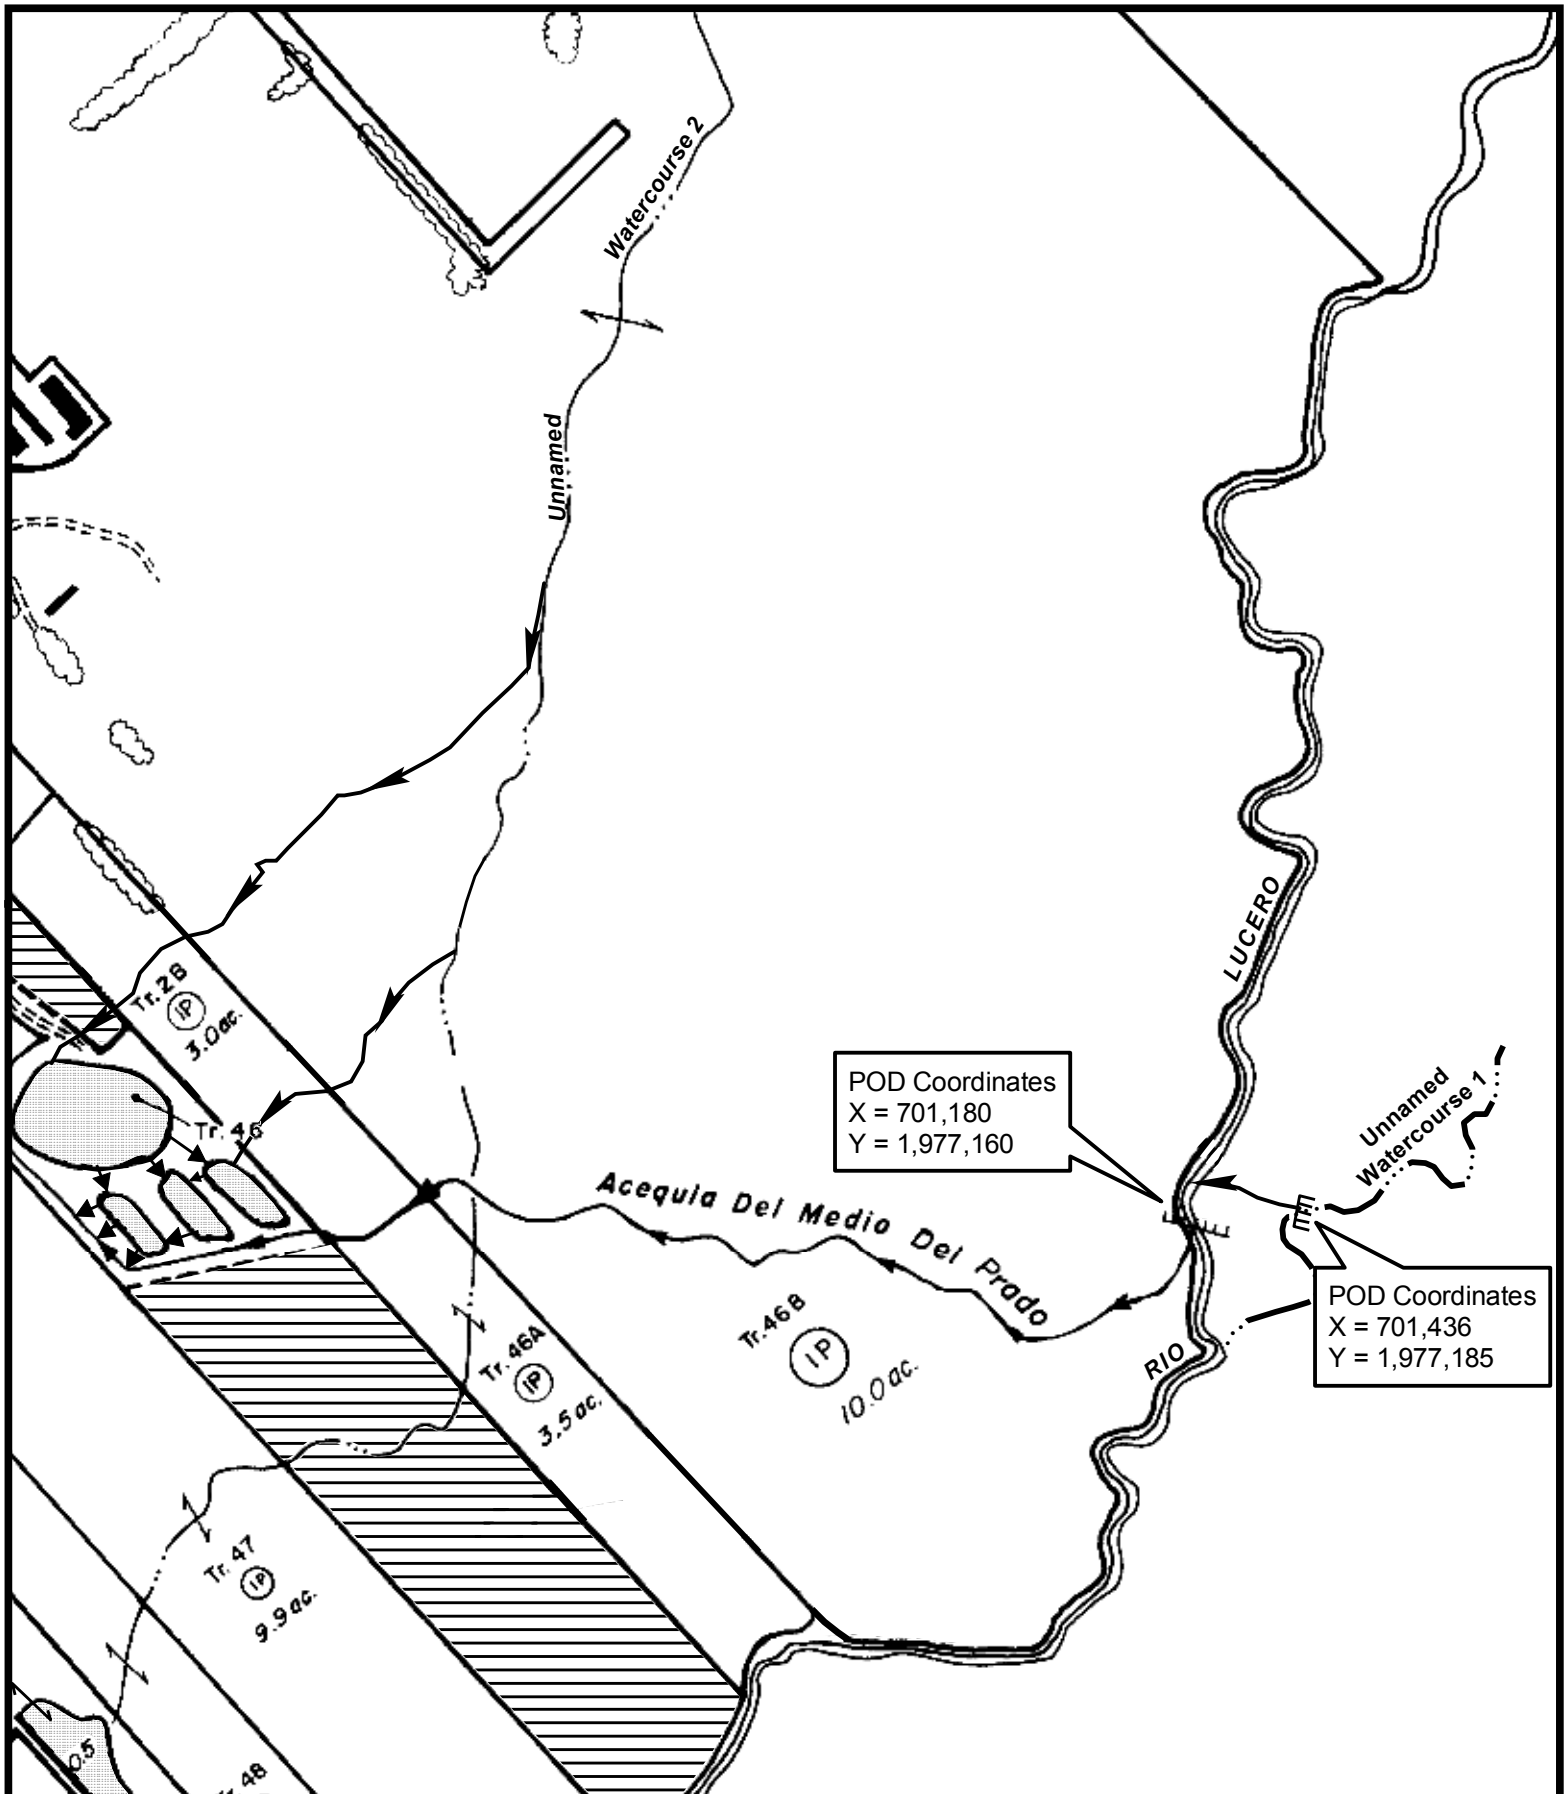 Unnamed
Watercourse 2
LUCERO
Tr. 2B
IP
3.0 ac.
POD Coordinates
X = 701,180
Y = 1,977,160
Unnamed
Watercourse 1
Tr. 46
Acequia Del Medio Del Prado
POD Coordinates
X = 701,436
Y = 1,977,185
Tr. 46B
IP
10.0 ac.
RIO
Tr. 46A
IP
3.5 ac.
Tr. 47
IP
9.9 ac.
0.5
Tr. 48